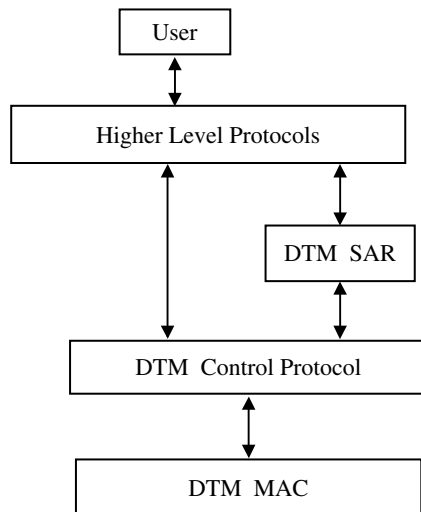 User
Higher Level Protocols
DTM SAR
DTM Control Protocol
DTM MAC